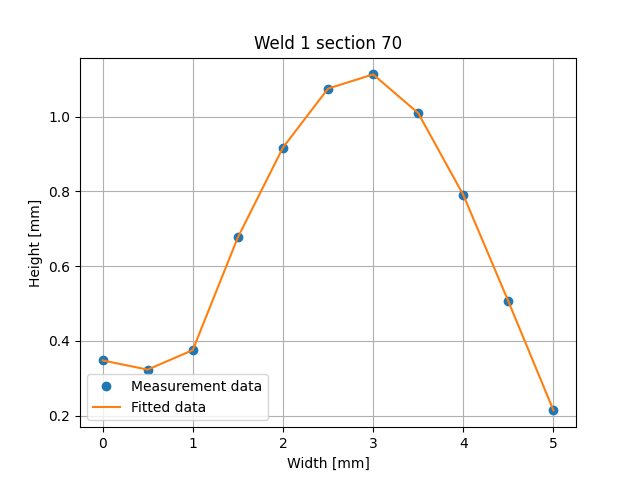 Weld 1 section 70
Height [mm]
1.0
0.8
0.6
0.4
0.2
Measurement data
Fitted data
0 1 2 3 4 5
Width [mm]